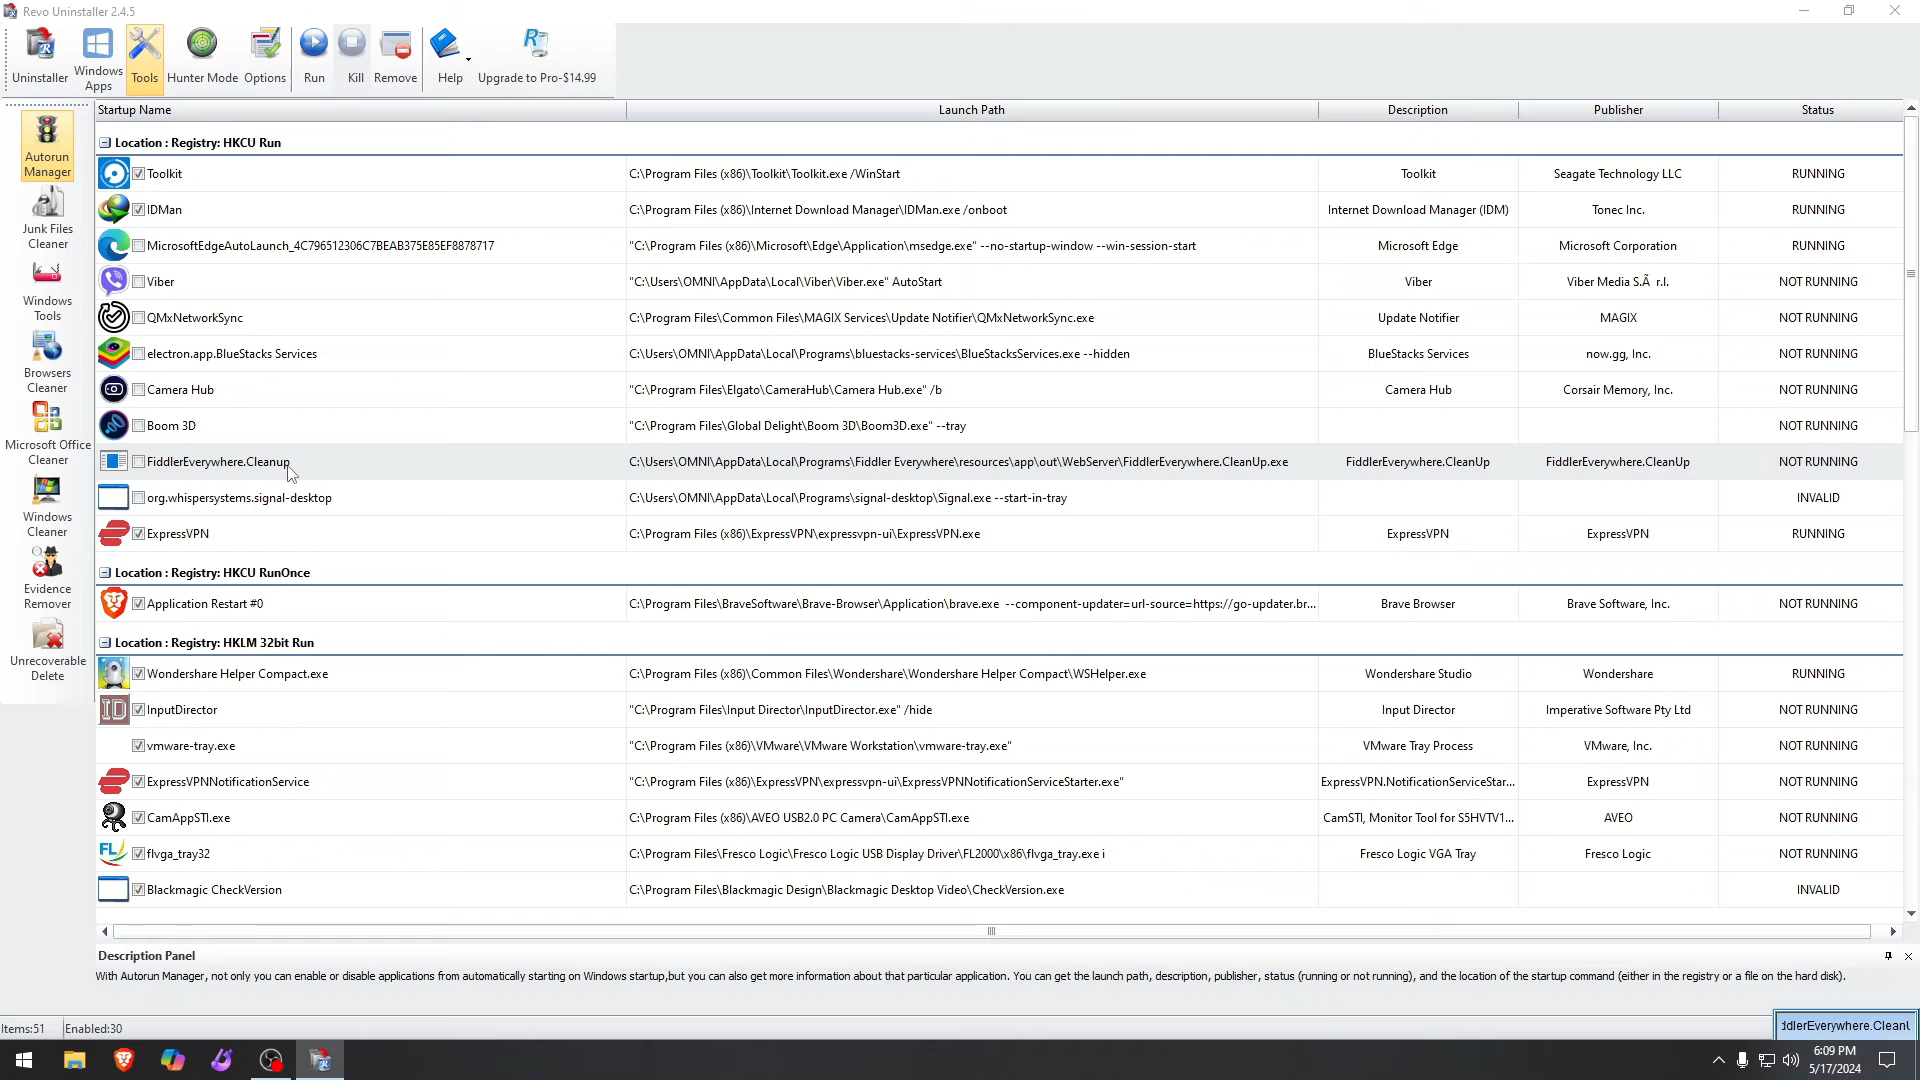 Revo Uninstaller 2.4.5
Uninstaller
Windows Apps
Tools
Hunter Mode
Options
Run
Kill
Remove
Help
Upgrade to Pro-$14.99
Autorun Manager
Junk Files Cleaner
Windows Tools
Browsers Cleaner
Microsoft Office Cleaner
Windows Cleaner
Evidence Remover
Unrecoverable Delete
Startup Name Launch Path Description Publisher Status
Location : Registry: HKCU Run
Toolkit C:\Program Files (x86)\Toolkit\Toolkit.exe /WinStart Toolkit Seagate Technology LLC RUNNING
IDMan C:\Program Files (x86)\Internet Download Manager\IDMan.exe /onboot Internet Download Manager (IDM) Tonec Inc. RUNNING
MicrosoftEdgeAutoLaunch_4C796512306C7BEAB375E85EF8878717 "C:\Program Files (x86)\Microsoft\Edge\Application\msedge.exe" --no-startup-window --win-session-start Microsoft Edge Microsoft Corporation RUNNING
Viber "C:\Users\OMNI\AppData\Local\Viber\Viber.exe" AutoStart Viber Viber Media S.Ã r.l. NOT RUNNING
QMxNetworkSync C:\Program Files\Common Files\MAGIX Services\Update Notifier\QMxNetworkSync.exe Update Notifier MAGIX NOT RUNNING
electron.app.BlueStacks Services C:\Users\OMNI\AppData\Local\Programs\bluestacks-services\BlueStacksServices.exe --hidden BlueStacks Services now.gg, Inc. NOT RUNNING
Camera Hub "C:\Program Files\Elgato\CameraHub\Camera Hub.exe" /b Camera Hub Corsair Memory, Inc. NOT RUNNING
Boom 3D "C:\Program Files\Global Delight\Boom 3D\Boom3D.exe" --tray NOT RUNNING
FiddlerEverywhere.Cleanup C:\Users\OMNI\AppData\Local\Programs\Fiddler Everywhere\resources\app\out\WebServer\FiddlerEverywhere.CleanUp.exe FiddlerEverywhere.CleanUp FiddlerEverywhere.CleanUp NOT RUNNING
org.whispersystems.signal-desktop C:\Users\OMNI\AppData\Local\Programs\signal-desktop\Signal.exe --start-in-tray INVALID
ExpressVPN C:\Program Files (x86)\ExpressVPN\expressvpn-ui\ExpressVPN.exe ExpressVPN ExpressVPN RUNNING
Location : Registry: HKCU RunOnce
Application Restart #0 C:\Program Files\BraveSoftware\Brave-Browser\Application\brave.exe --component-updater=url-source=https://go-updater.br... Brave Browser Brave Software, Inc. NOT RUNNING
Location : Registry: HKLM 32bit Run
Wondershare Helper Compact.exe C:\Program Files (x86)\Common Files\Wondershare\Wondershare Helper Compact\WSHelper.exe Wondershare Studio Wondershare RUNNING
InputDirector "C:\Program Files\Input Director\InputDirector.exe" /hide Input Director Imperative Software Pty Ltd NOT RUNNING
vmware-tray.exe "C:\Program Files (x86)\VMware\VMware Workstation\vmware-tray.exe" VMware Tray Process VMware, Inc. NOT RUNNING
ExpressVPNNotificationService "C:\Program Files (x86)\ExpressVPN\expressvpn-ui\ExpressVPNNotificationServiceStarter.exe" ExpressVPN.NotificationServiceStar... ExpressVPN NOT RUNNING
CamAppSTI.exe C:\Program Files (x86)\AVEO USB2.0 PC Camera\CamAppSTI.exe CamSTI, Monitor Tool for S5HVTV1... AVEO NOT RUNNING
flvga_tray32 C:\Program Files\Fresco Logic\Fresco Logic USB Display Driver\FL2000\x86\flvga_tray.exe i Fresco Logic VGA Tray Fresco Logic NOT RUNNING
Blackmagic CheckVersion C:\Program Files\Blackmagic Design\Blackmagic Desktop Video\CheckVersion.exe INVALID
Description Panel
With Autorun Manager, not only you can enable or disable applications from automatically starting on Windows startup,but you can also get more information about that particular application. You can get the launch path, description, publisher, status (running or not running), and the location of the startup command (either in the registry or a file on the hard disk).
Items:51 Enabled:30
ddlerEverywhere.CleanU
6:09 PM
5/17/2024